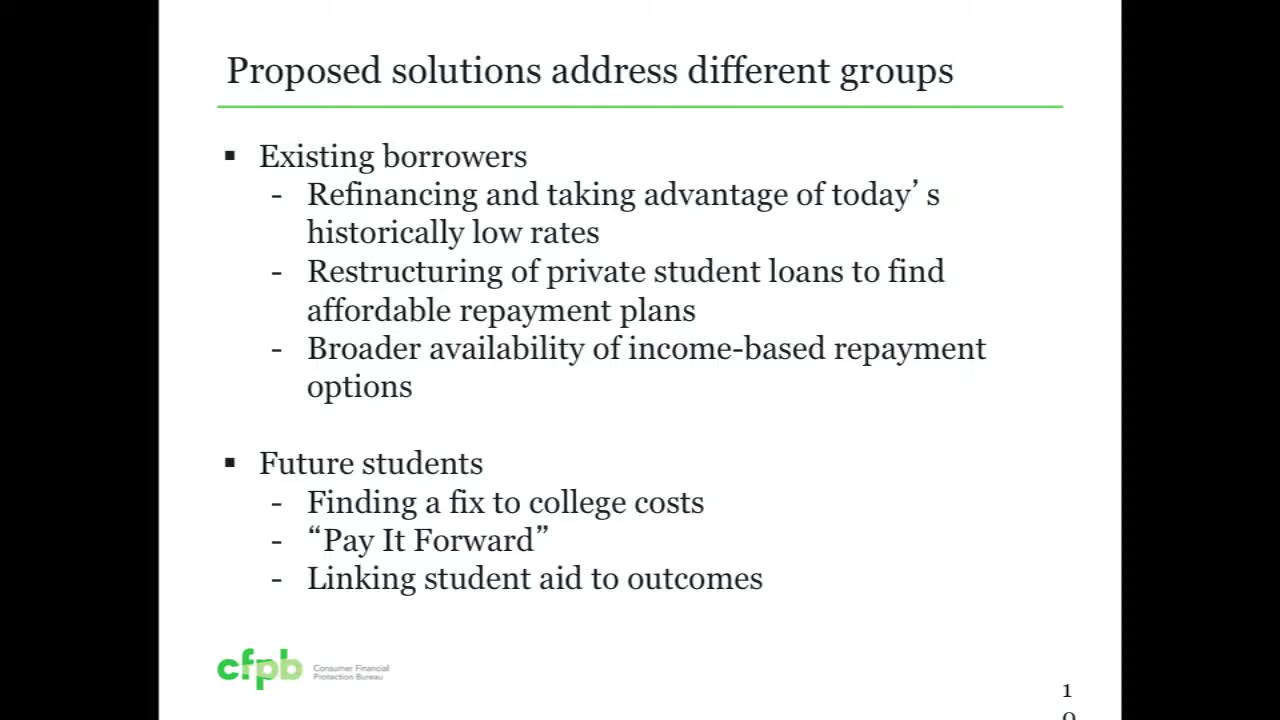 Proposed solutions address different groups
▪ Existing borrowers
- Refinancing and taking advantage of today’ s
historically low rates
- Restructuring of private student loans to find
affordable repayment plans
- Broader availability of income-based repayment
options
▪ Future students
- Finding a fix to college costs
- “Pay It Forward”
- Linking student aid to outcomes
cfpb Consumer Financial
Protection Bureau
1